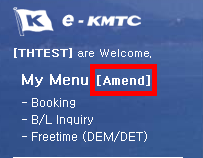 K e-KMTC
[THTEST] are Welcome,
My Menu [Amend]
- Booking
- B/L Inquiry
- Freetime (DEM/DET)